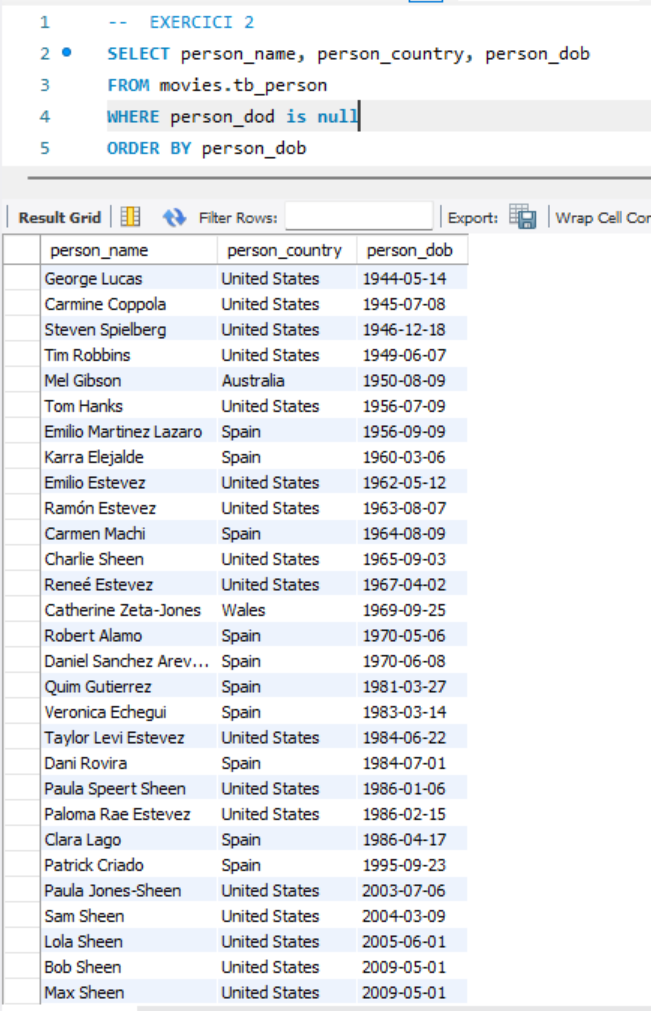 1 -- EXERCICI 2
2 SELECT person_name, person_country, person_dob
3 FROM movies.tb_person
4 WHERE person_dod is null
5 ORDER BY person_dob
Result Grid Filter Rows: Export: Wrap Cell Cor
person_name person_country person_dob
George Lucas United States 1944-05-14
Carmine Coppola United States 1945-07-08
Steven Spielberg United States 1946-12-18
Tim Robbins United States 1949-06-07
Mel Gibson Australia 1950-08-09
Tom Hanks United States 1956-07-09
Emilio Martinez Lazaro Spain 1956-09-09
Karra Elejalde Spain 1960-03-06
Emilio Estevez United States 1962-05-12
Ramón Estevez United States 1963-08-07
Carmen Machi Spain 1964-08-09
Charlie Sheen United States 1965-09-03
Reneé Estevez United States 1967-04-02
Catherine Zeta-Jones Wales 1969-09-25
Robert Alamo Spain 1970-05-06
Daniel Sanchez Arev... Spain 1970-06-08
Quim Gutierrez Spain 1981-03-27
Veronica Echegui Spain 1983-03-14
Taylor Levi Estevez United States 1984-06-22
Dani Rovira Spain 1984-07-01
Paula Speert Sheen United States 1986-01-06
Paloma Rae Estevez United States 1986-02-15
Clara Lago Spain 1986-04-17
Patrick Criado Spain 1995-09-23
Paula Jones-Sheen United States 2003-07-06
Sam Sheen United States 2004-03-09
Lola Sheen United States 2005-06-01
Bob Sheen United States 2009-05-01
Max Sheen United States 2009-05-01